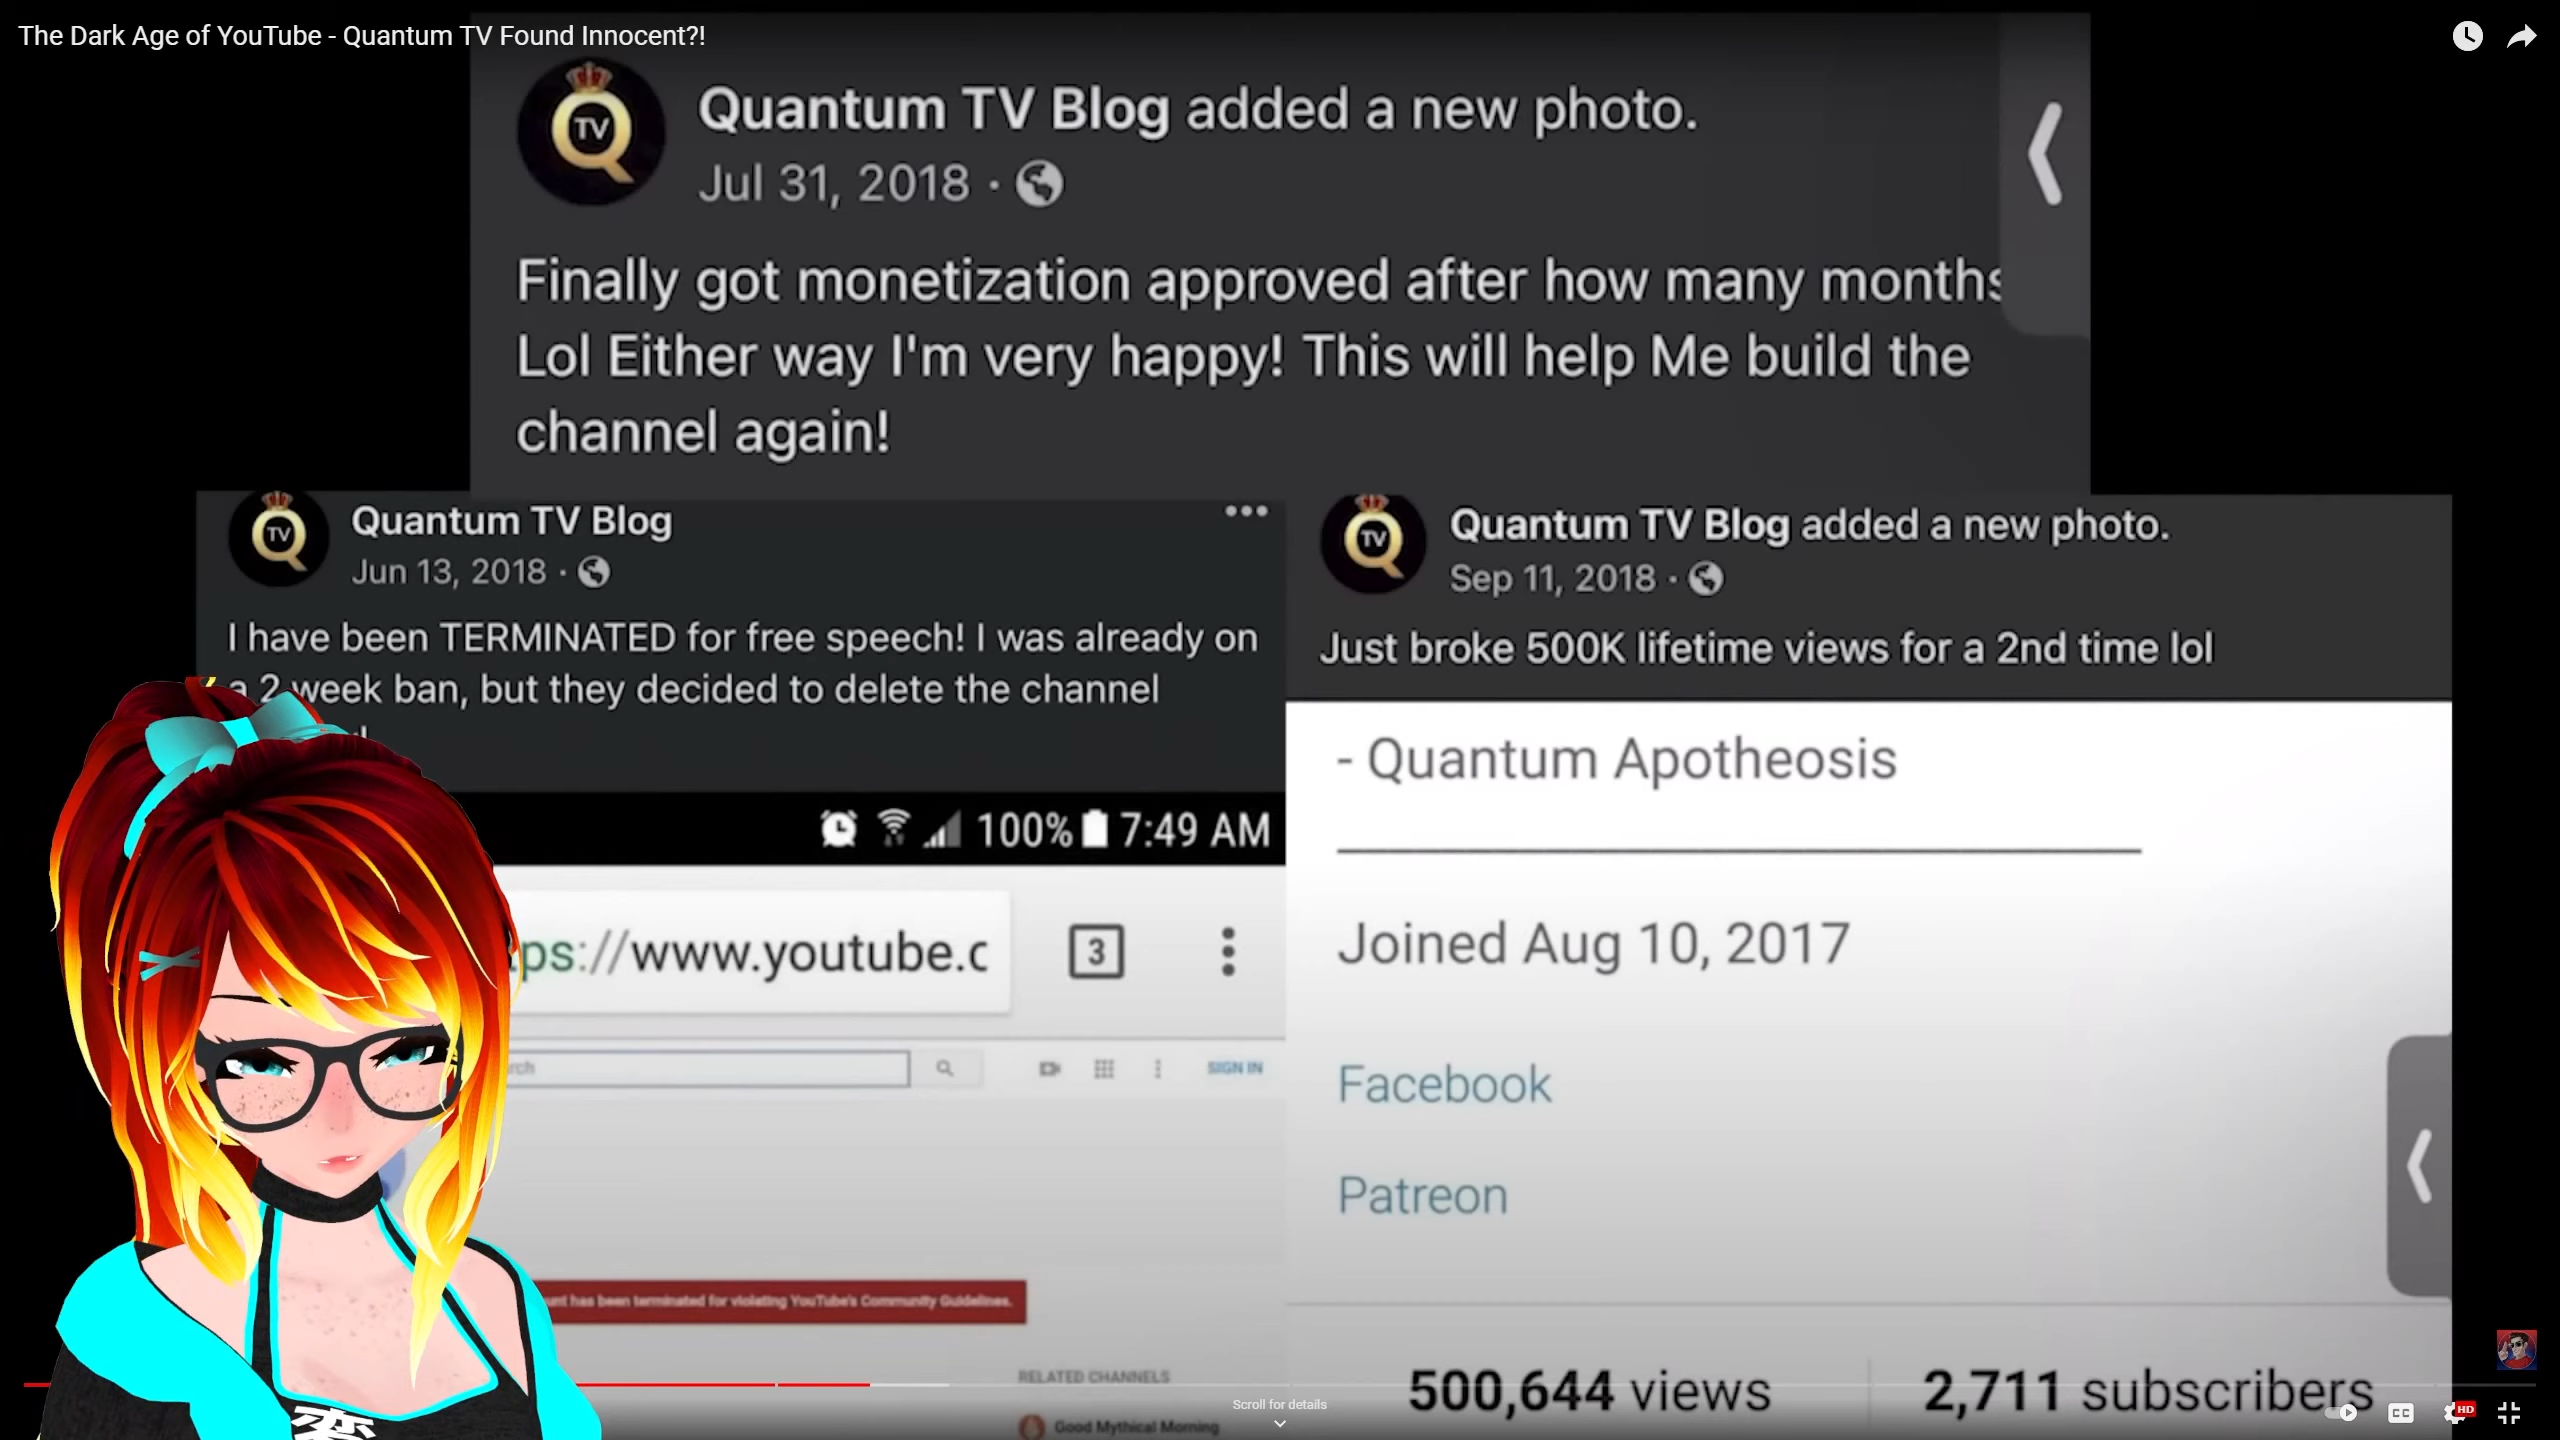 The Dark Age of YouTube - Quantum TV Found Innocent?!
TV
Quantum TV Blog added a new photo.
Jul 31, 2018 ·
Finally got monetization approved after how many months
Lol Either way I'm very happy! This will help Me build the
channel again!
TV
Quantum TV Blog
Jun 13, 2018 ·
I have been TERMINATED for free speech! I was already on
a 2 week ban, but they decided to delete the channel
100% 7:49 AM
ps://www.youtube.c
3
rch
SIGN IN
unt has been terminated for violating YouTube's Community Guidelines.
RELATED CHANNELS
Good Mythical Morning
TV
Quantum TV Blog added a new photo.
Sep 11, 2018 ·
Just broke 500K lifetime views for a 2nd time lol
- Quantum Apotheosis
Joined Aug 10, 2017
Facebook
Patreon
500,644 views
2,711 subscribers
変
Scroll for details
CC
HD